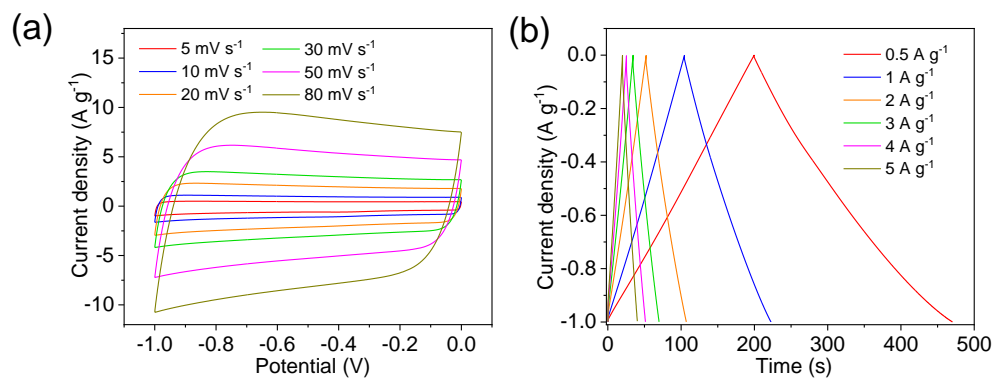 (a)
Current density (A g⁻¹)
15
10
5
0
-5
-10
5 mV s⁻¹
10 mV s⁻¹
20 mV s⁻¹
30 mV s⁻¹
50 mV s⁻¹
80 mV s⁻¹
-1.0 -0.8 -0.6 -0.4 -0.2 0.0
Potential (V)
(b)
Current density (A g⁻¹)
0.0
-0.2
-0.4
-0.6
-0.8
-1.0
0.5 A g⁻¹
1 A g⁻¹
2 A g⁻¹
3 A g⁻¹
4 A g⁻¹
5 A g⁻¹
0 100 200 300 400 500
Time (s)